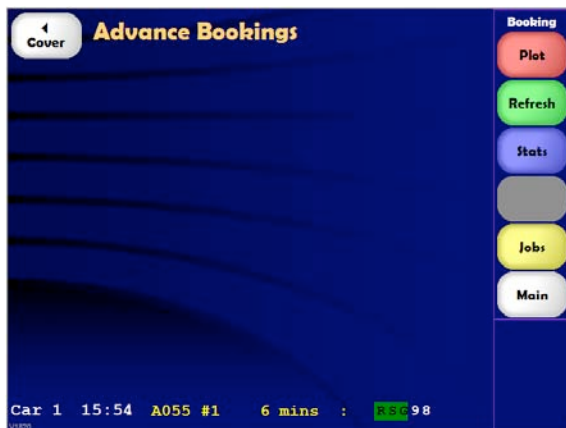 Booking
◄
Cover
Advance Bookings
Plot
Refresh
Stats
Jobs
Main
Car 1 15:54 A055 #1 6 mins : RSG98